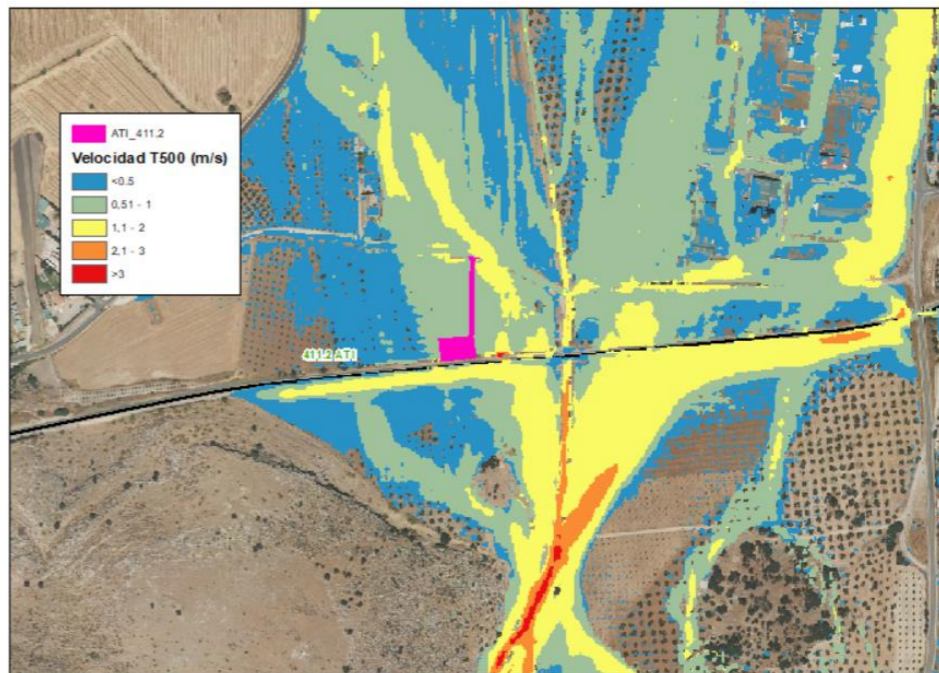 ATI_411.2
Velocidad T500 (m/s)
<0.5
0,51 - 1
1,1 - 2
2,1 - 3
>3
411.2 ATI